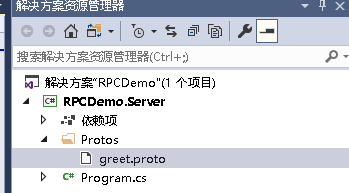 解决方案资源管理器
搜索解决方案资源管理器(Ctrl+;)
解决方案"RPCDemo"(1 个项目)
RPCDemo.Server
依赖项
Protos
greet.proto
Program.cs